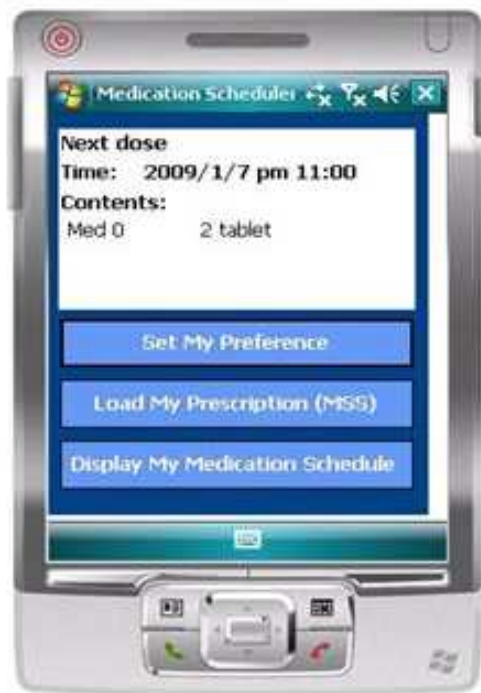 Medication Scheduler
Next dose
Time: 2009/1/7 pm 11:00
Contents:
Med 0 2 tablet
Set My Preference
Load My Prescription (MSS)
Display My Medication Schedule